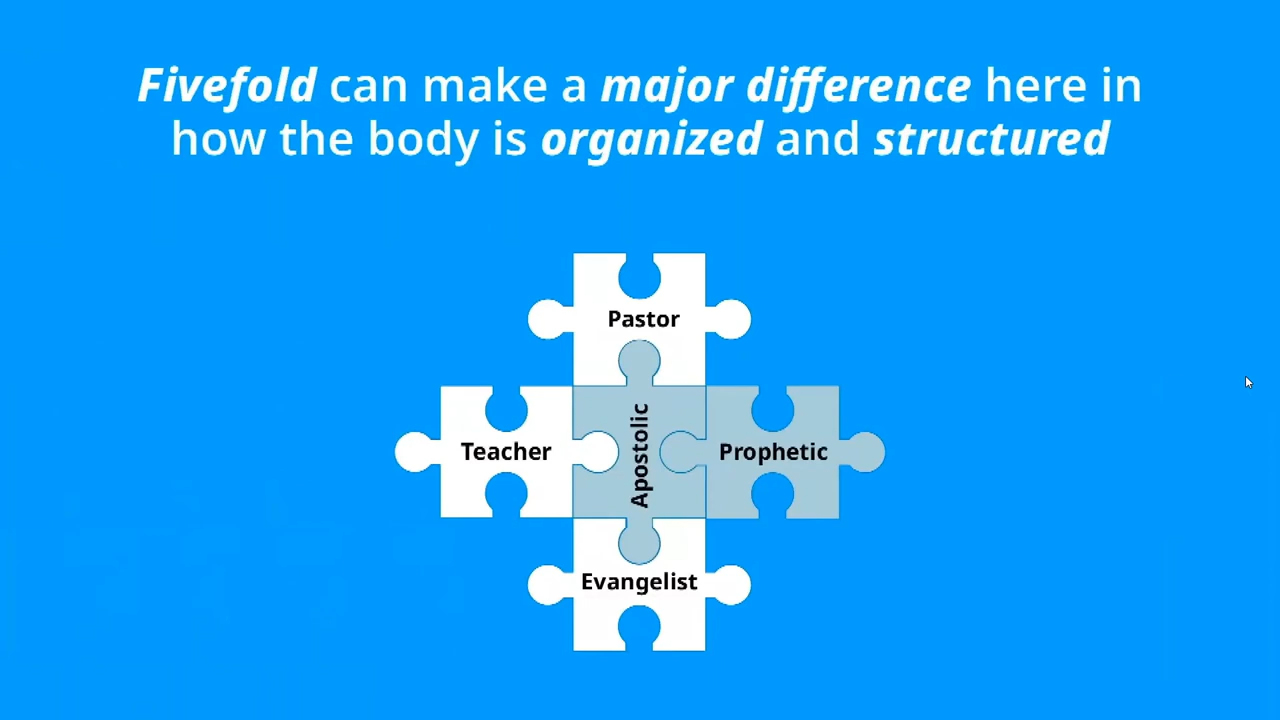 Fivefold can make a major difference here in
how the body is organized and structured
Pastor
Teacher
Apostolic
Prophetic
Evangelist